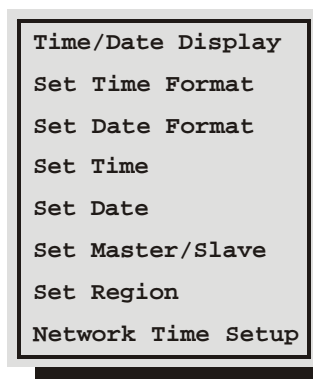 Time/Date Display
Set Time Format
Set Date Format
Set Time
Set Date
Set Master/Slave
Set Region
Network Time Setup